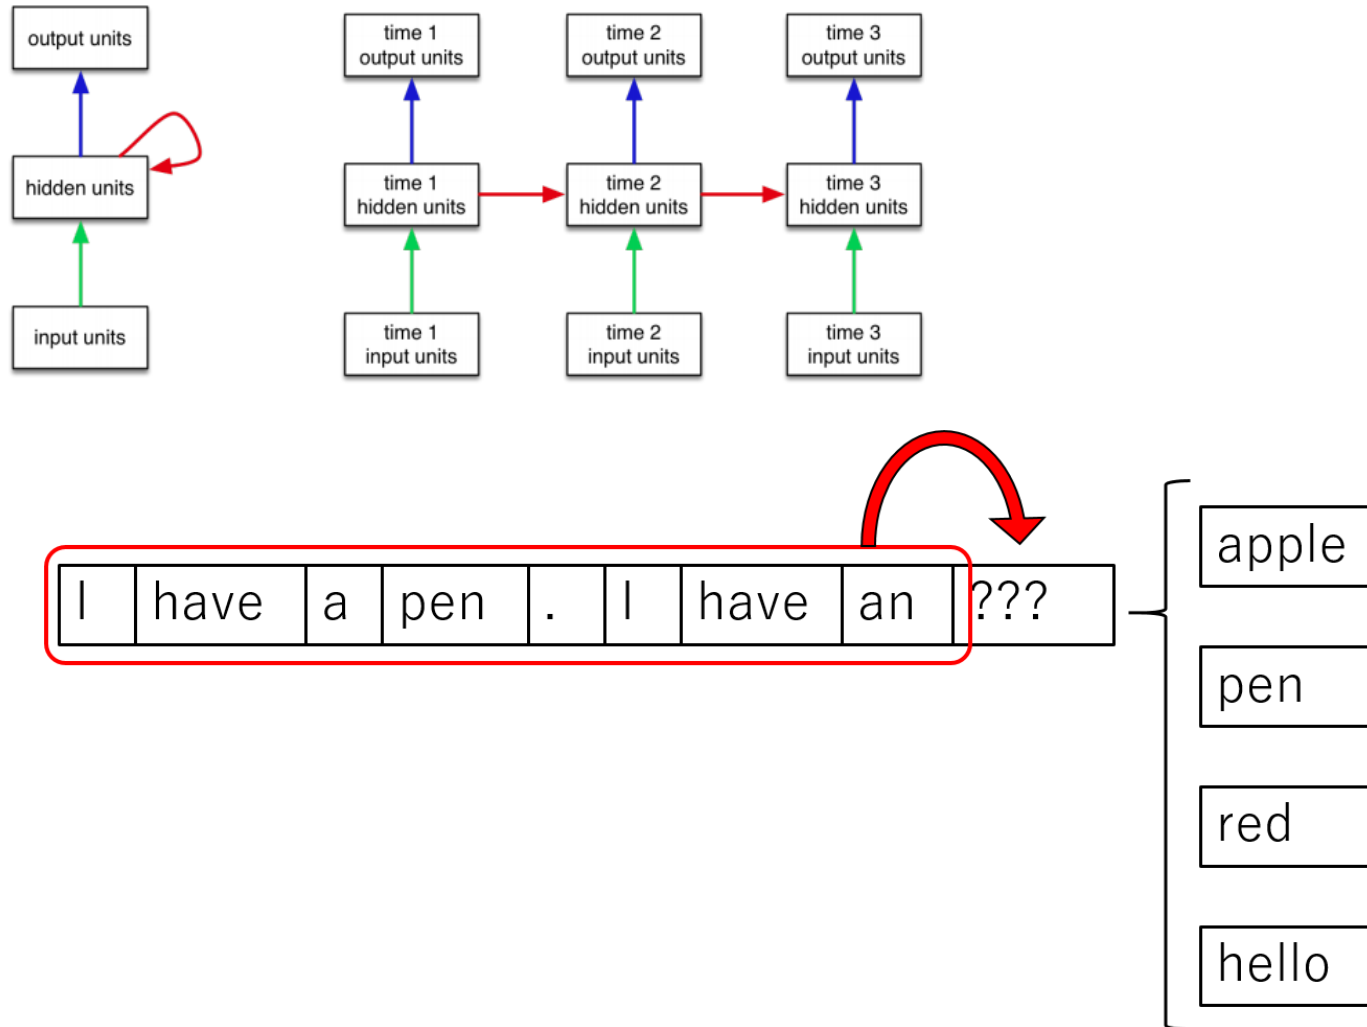 output units
hidden units
input units
time 1
output units
time 2
output units
time 3
output units
time 1
hidden units
time 2
hidden units
time 3
hidden units
time 1
input units
time 2
input units
time 3
input units
I have a pen . I have an ???
apple
pen
red
hello